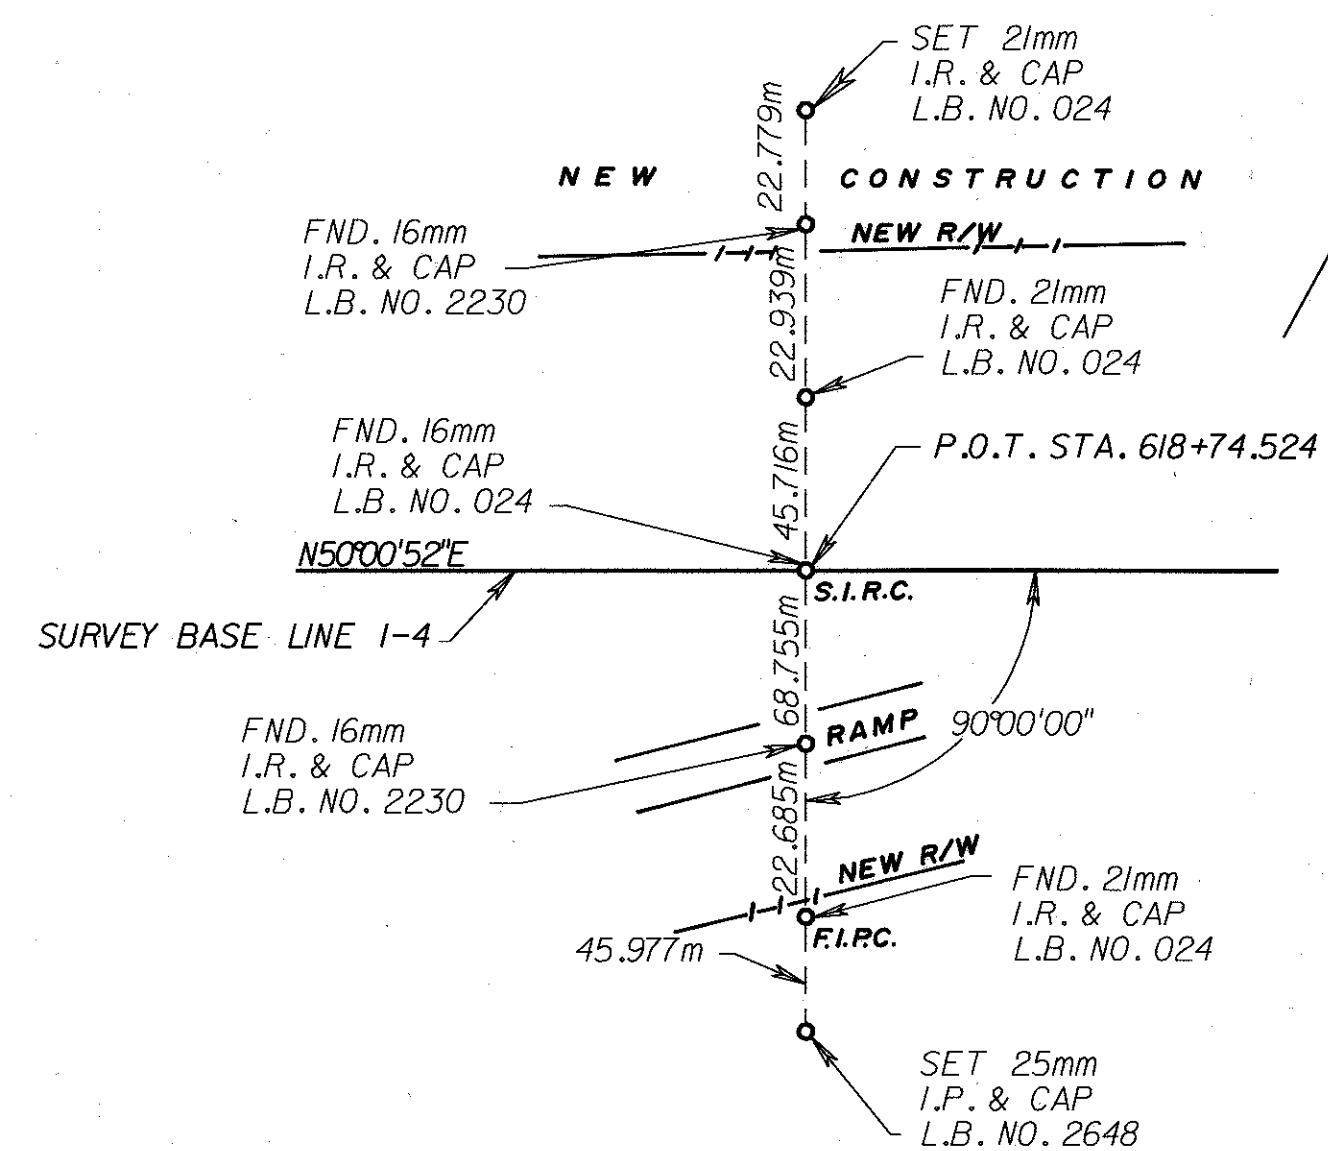 SET 21mm
I.R. & CAP
L.B. NO. 024
22.779m
NEW CONSTRUCTION
FND. 16mm
I.R. & CAP
L.B. NO. 2230
NEW R/W
22.939m
FND. 21mm
I.R. & CAP
L.B. NO. 024
FND. 16mm
I.R. & CAP
L.B. NO. 024
45.716m
P.O.T. STA. 618+74.524
N50°00'52"E
S.I.R.C.
SURVEY BASE LINE I-4
68.755m
FND. 16mm
I.R. & CAP
L.B. NO. 2230
RAMP
90°00'00"
22.685m
NEW R/W
FND. 21mm
I.R. & CAP
L.B. NO. 024
F.I.P.C.
45.977m
SET 25mm
I.P. & CAP
L.B. NO. 2648